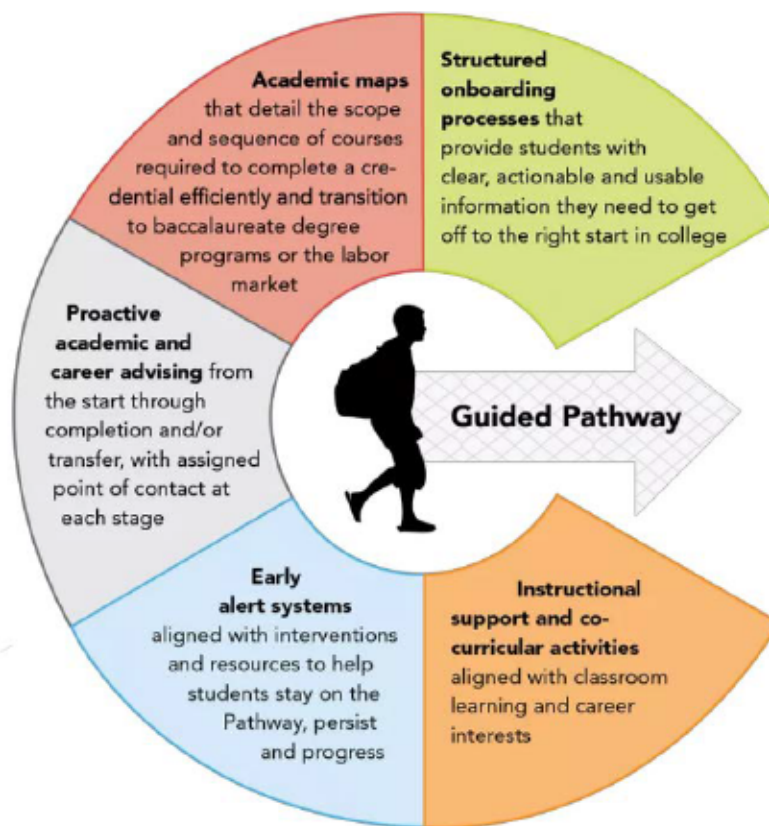 Structured
onboarding
processes that
provide students with
clear, actionable and usable
information they need to get
off to the right start in college
Academic maps
that detail the scope
and sequence of courses
required to complete a cre-
dential efficiently and transition
to baccalaureate degree
programs or the labor
market
Proactive
academic and
career advising from
the start through
completion and/or
transfer, with assigned
point of contact at
each stage
Early
alert systems
aligned with interventions
and resources to help
students stay on the
Pathway, persist
and progress
Instructional
support and co-
curricular activities
aligned with classroom
learning and career
interests
Guided Pathway